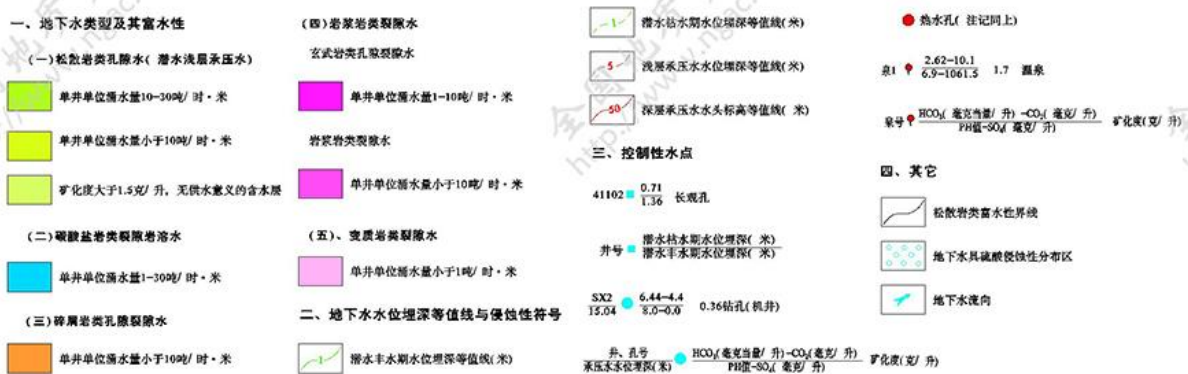 一、地下水类型及其富水性
(一)松散岩类孔隙水( 潜水浅层承压水)
单井单位涌水量10-30吨/ 时·米
单井单位涌水量小于10吨/ 时·米
矿化度大于1.5克/ 升，无供水意义的含水层
(二)碳酸盐岩类裂隙岩溶水
单井单位涌水量1-30吨/ 时·米
(三)碎屑岩类孔隙裂隙水
单井单位涌水量小于10吨/ 时·米
(四)岩浆岩类裂隙水
玄武岩类孔隙裂隙水
单井单位涌水量1-10吨/ 时·米
岩浆岩类裂隙水
单井单位涌水量小于10吨/ 时·米
(五)、变质岩类裂隙水
单井单位涌水量小于1吨/ 时·米
二、地下水水位埋深等值线与侵蚀性符号
1 潜水丰水期水位埋深等值线(米)
1 潜水枯水期水位埋深等值线(米)
5 浅层承压水水位埋深等值线(米)
50 深层承压水水头标高等值线( 米)
三、控制性水点
41102 0.71 长观孔
1.36
井号 潜水枯水期水位埋深( 米)
潜水丰水期水位埋深( 米)
SX2 6.44-4.4 0.36钻孔(机井)
15.04 8.0-0.0
井、孔号 HCO₃(毫克当量/ 升)-CO₂(毫克/ 升) 矿化度(克/ 升)
承压水水位埋深(米) PH值-SO₄( 毫克/ 升)
热水孔( 注记同上)
泉1 2.62-10.1 1.7 温泉
6.9-1061.5
泉号 HCO₃( 毫克当量/ 升) -CO₂( 毫克/ 升) 矿化度(克/ 升)
PH值-SO₄( 毫克/ 升)
四、其它
松散岩类富水性界线
地下水具硫酸侵蚀性分布区
地下水流向